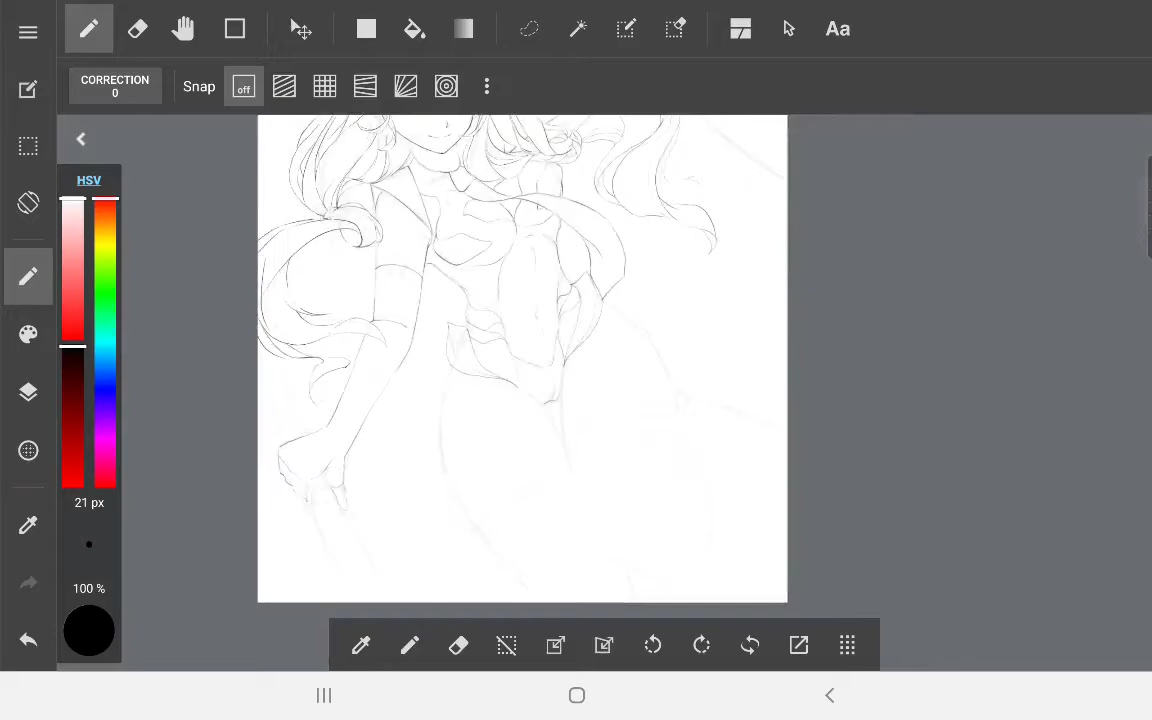 Aa
CORRECTION
0
Snap
off
HSV
21 px
100 %